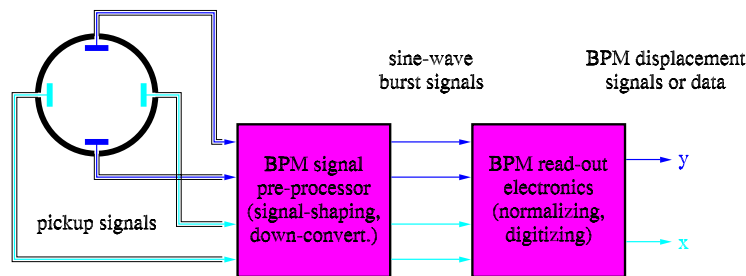 sine-wave
burst signals
BPM displacement
signals or data
pickup signals
BPM signal
pre-processor
(signal-shaping,
down-convert.)
BPM read-out
electronics
(normalizing,
digitizing)
y
x